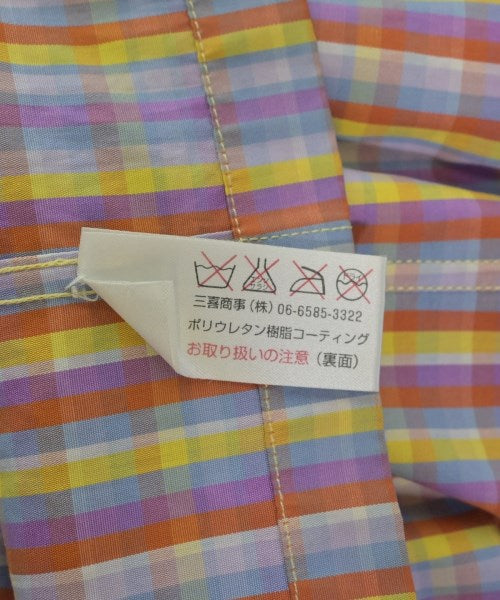 三喜商事(株) 06-6585-3322
ポリウレタン樹脂コーティング
お取り扱いの注意(裏面)